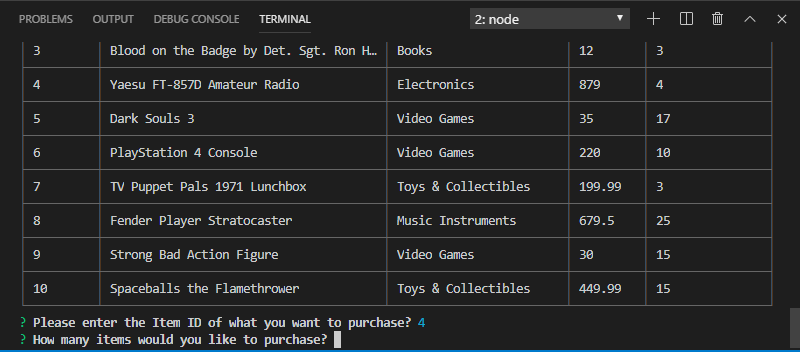 PROBLEMS OUTPUT DEBUG CONSOLE TERMINAL 2: node
3 Blood on the Badge by Det. Sgt. Ron H… Books 12 3
4 Yaesu FT-857D Amateur Radio Electronics 879 4
5 Dark Souls 3 Video Games 35 17
6 PlayStation 4 Console Video Games 220 10
7 TV Puppet Pals 1971 Lunchbox Toys & Collectibles 199.99 3
8 Fender Player Stratocaster Music Instruments 679.5 25
9 Strong Bad Action Figure Video Games 30 15
10 Spaceballs the Flamethrower Toys & Collectibles 449.99 15
? Please enter the Item ID of what you want to purchase? 4
? How many items would you like to purchase?